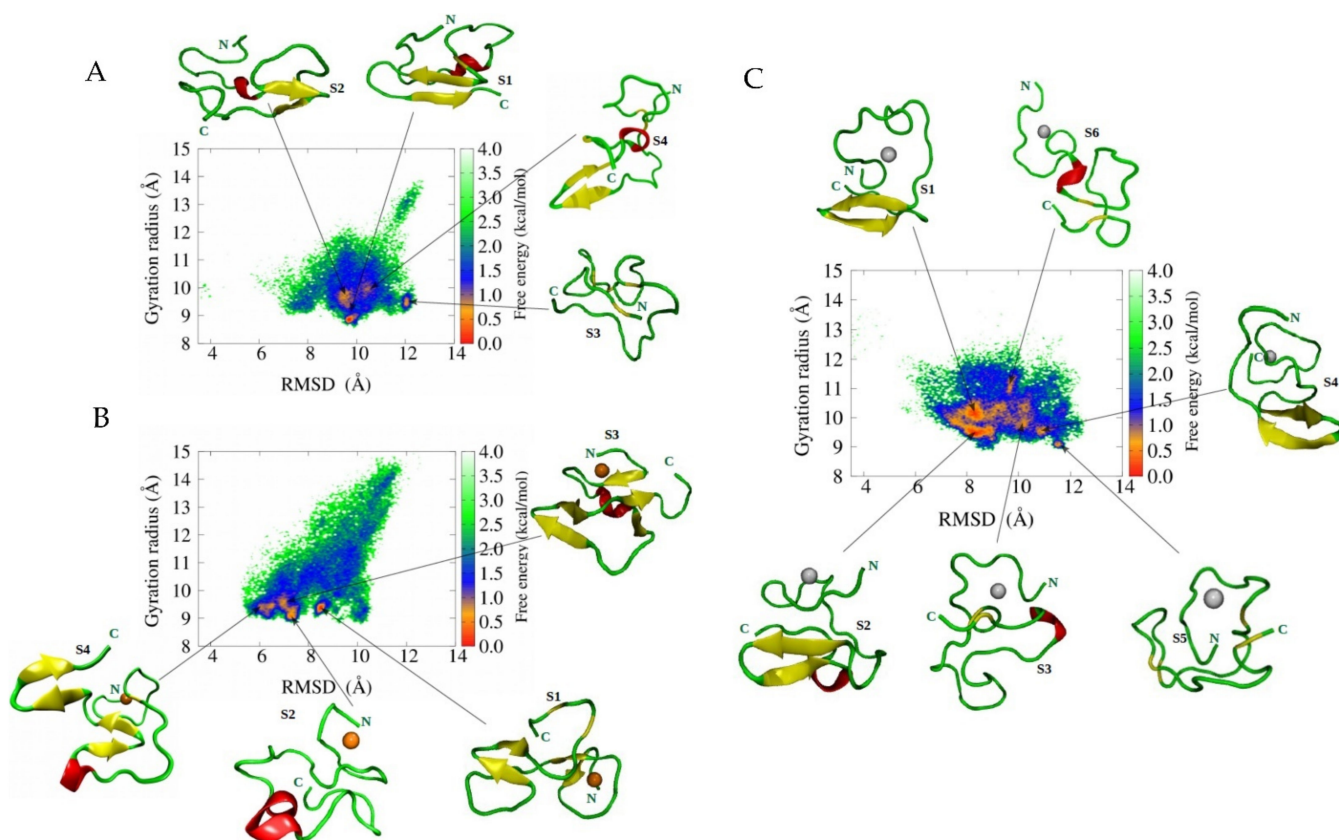 A
N
S2
C
S1
C
N
S4
C
C
N
S3
15
14
13
12
11
10
9
8
4
6
8
10
12
14
Gyration radius (Å)
RMSD (Å)
4.0
3.5
3.0
2.5
2.0
1.5
1.0
0.5
0.0
Free energy (kcal/mol)
B
15
14
13
12
11
10
9
8
4
6
8
10
12
14
Gyration radius (Å)
RMSD (Å)
4.0
3.5
3.0
2.5
2.0
1.5
1.0
0.5
0.0
Free energy (kcal/mol)
S3
N
C
S4
C
N
S2
N
C
S1
C
N
C
N
C
S1
N
S6
C
15
14
13
12
11
10
9
8
4
6
8
10
12
14
Gyration radius (Å)
RMSD (Å)
4.0
3.5
3.0
2.5
2.0
1.5
1.0
0.5
0.0
Free energy (kcal/mol)
N
C
S4
N
C
S2
N
C
S3
S5
N
C